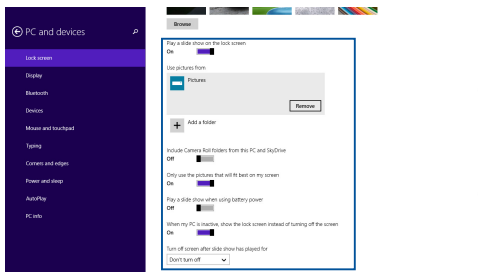 Browse
PC and devices
Play a slide show on the lock screen
On
Lock screen
Use pictures from
Display
Pictures
Bluetooth
Devices
Remove
Mouse and touchpad
Add a folder
Typing
Include Camera Roll folders from this PC and SkyDrive
Off
Corners and edges
Only use the pictures that will fit best on my screen
Power and sleep
On
AutoPlay
Play a slide show when using battery power
Off
PC info
When my PC is inactive, show the lock screen instead of turning off the screen
On
Turn off screen after slide show has played for
Don't turn off